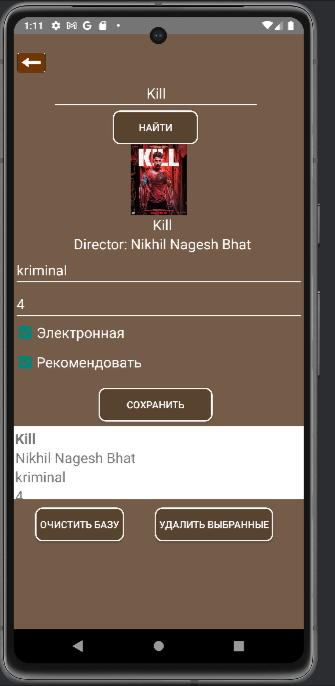 1:11
Kill
НАЙТИ
KILL
Kill
Director: Nikhil Nagesh Bhat
kriminal
4
Электронная
Рекомендовать
СОХРАНИТЬ
Kill
Nikhil Nagesh Bhat
kriminal
4
ОЧИСТИТЬ БАЗУ УДАЛИТЬ ВЫБРАННЫЕ